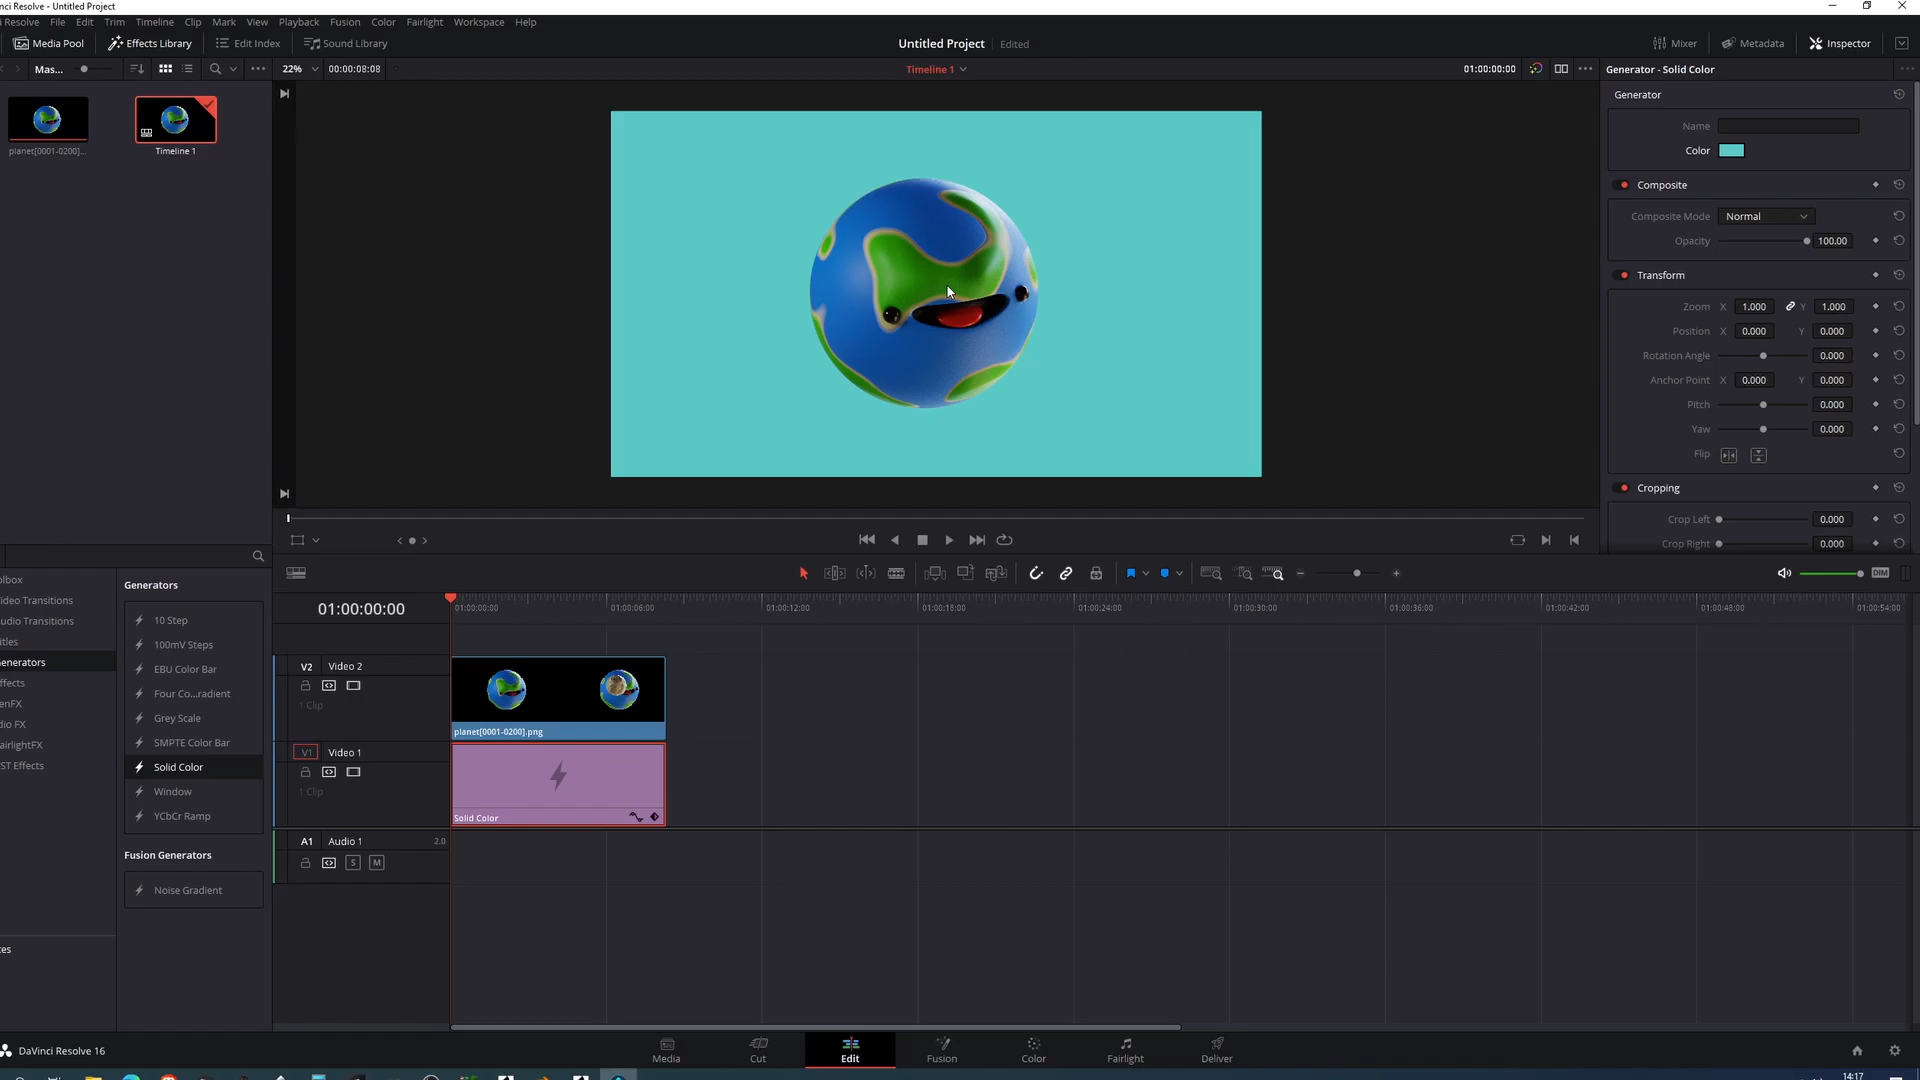 nci Resolve - Untitled Project
i Resolve File Edit Trim Timeline Clip Mark View Playback Fusion Color Fairlight Workspace Help
Media Pool Effects Library Edit Index Sound Library Untitled Project Edited Mixer Metadata Inspector
Mas... 22% 00:00:08:08 Timeline 1 01:00:00:00 Generator - Solid Color
planet[0001-0200]...
Timeline 1
Generator
Name
Color
Composite
Composite Mode Normal
Opacity 100.00
Transform
Zoom X 1.000 Y 1.000
Position X 0.000 Y 0.000
Rotation Angle 0.000
Anchor Point X 0.000 Y 0.000
Pitch 0.000
Yaw 0.000
Flip
Cropping
Crop Left 0.000
Crop Right 0.000
olbox
ideo Transitions
udio Transitions
itles
enerators
ffects
enFX
dio FX
airlightFX
ST Effects
tes
Generators
10 Step
100mV Steps
EBU Color Bar
Four Co...radient
Grey Scale
SMPTE Color Bar
Solid Color
Window
YCbCr Ramp
Fusion Generators
Noise Gradient
DIM
01:00:00:00
01:00:00:00 01:00:06:00 01:00:12:00 01:00:18:00 01:00:24:00 01:00:30:00 01:00:36:00 01:00:42:00 01:00:48:00 01:00:54:00
V2 Video 2
1 Clip
planet[0001-0200].png
V1 Video 1
1 Clip
Solid Color
A1 Audio 1 2.0
S M
DaVinci Resolve 16
Media Cut Edit Fusion Color Fairlight Deliver
14:17